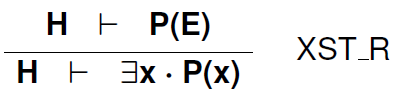 H ⊢ P(E)
XST_R
H ⊢ ∃x · P(x)